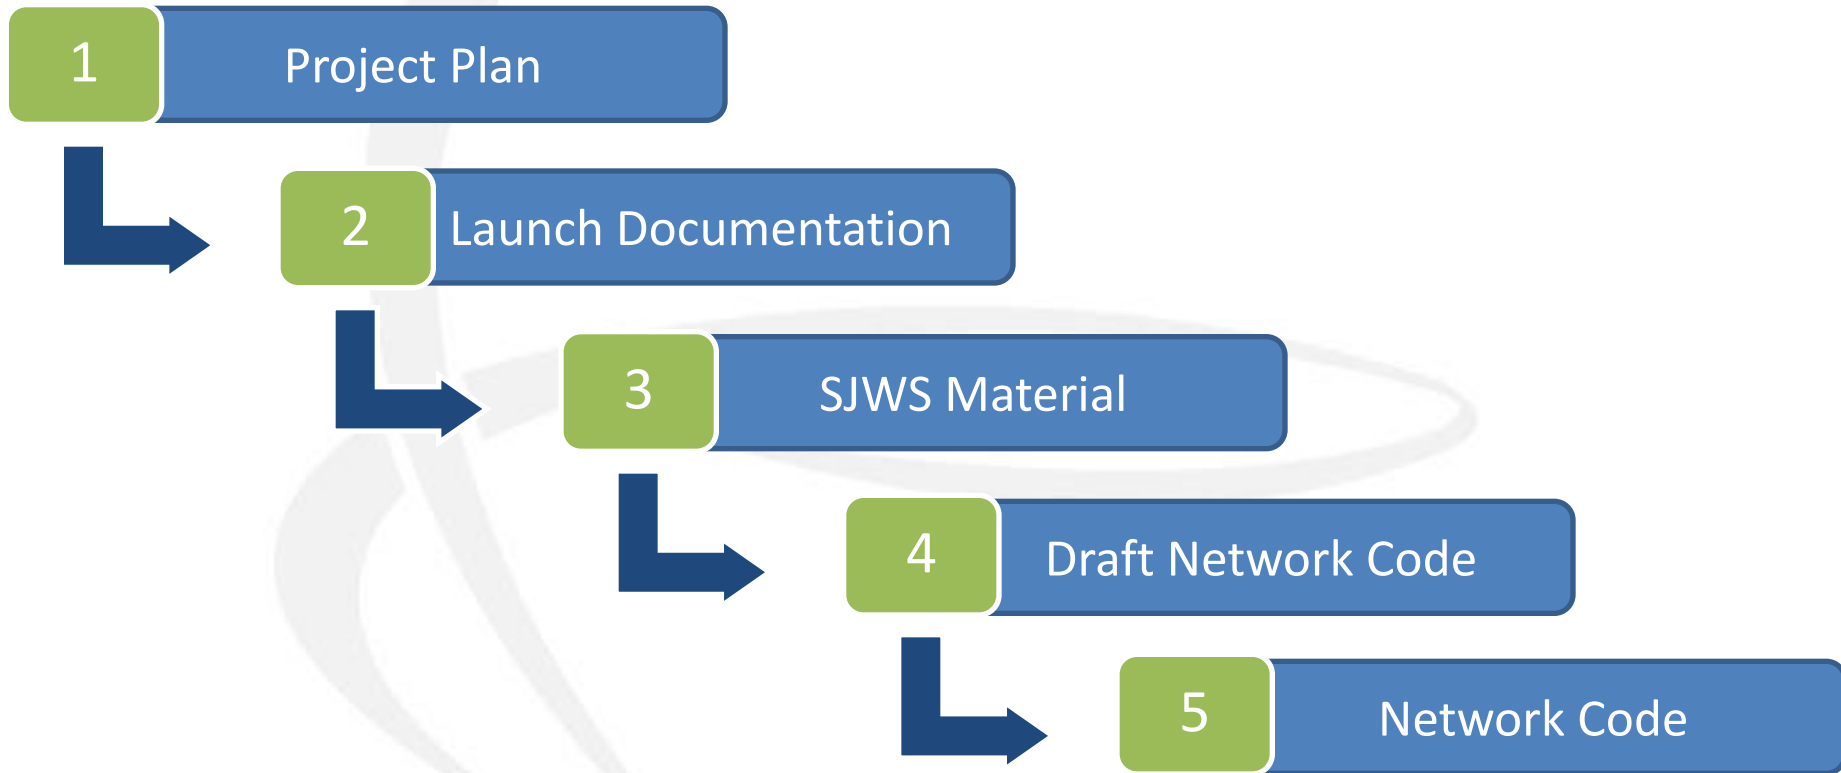 1 Project Plan
2 Launch Documentation
3 SJWS Material
4 Draft Network Code
5 Network Code